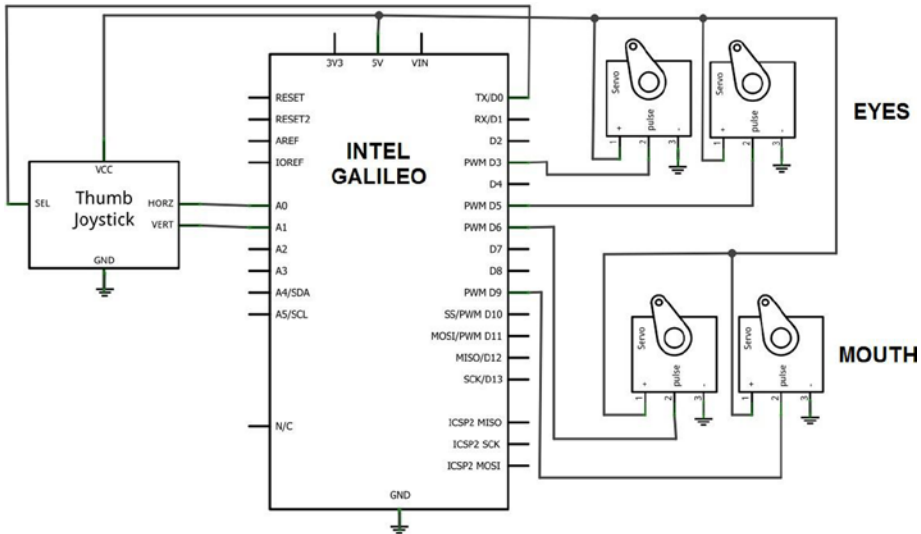 3V3 5V VIN
RESET
RESET2
AREF
IOREF
A0
A1
A2
A3
A4/SDA
A5/SCL
N/C
INTEL
GALILEO
TX/D0
RX/D1
D2
PWM D3
D4
PWM D5
PWM D6
D7
D8
PWM D9
SS/PWM D10
MOSI/PWM D11
MISO/D12
SCK/D13
ICSP2 MISO
ICSP2 SCK
ICSP2 MOSI
GND
VCC
SEL
Thumb
Joystick
HORZ
VERT
GND
Servo
+ pulse -
1 2 3
Servo
+ pulse -
1 2 3
EYES
Servo
+ pulse -
1 2 3
Servo
+ pulse -
1 2 3
MOUTH